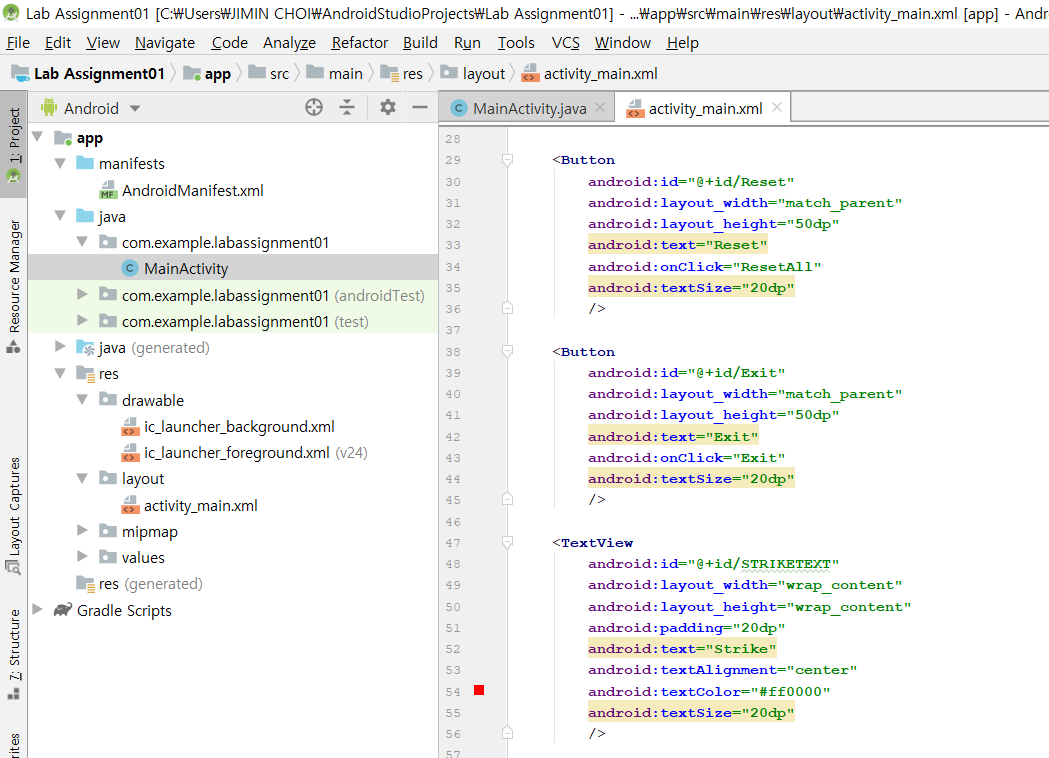 Lab Assignment01 [C:₩Users₩JIMIN CHOI₩AndroidStudioProjects₩Lab Assignment01] - ...₩app₩src₩main₩res₩layout₩activity_main.xml [app] - Andr
File Edit View Navigate Code Analyze Refactor Build Run Tools VCS Window Help
Lab Assignment01 app src main res layout activity_main.xml
1: Project
Resource Manager
Layout Captures
7: Structure
rites
Android
app
manifests
AndroidManifest.xml
java
com.example.labassignment01
MainActivity
com.example.labassignment01 (androidTest)
com.example.labassignment01 (test)
java (generated)
res
drawable
ic_launcher_background.xml
ic_launcher_foreground.xml (v24)
layout
activity_main.xml
mipmap
values
res (generated)
Gradle Scripts
MainActivity.java activity_main.xml
28
29 <Button
30 android:id="@+id/Reset"
31 android:layout_width="match_parent"
32 android:layout_height="50dp"
33 android:text="Reset"
34 android:onClick="ResetAll"
35 android:textSize="20dp"
36 />
37
38 <Button
39 android:id="@+id/Exit"
40 android:layout_width="match_parent"
41 android:layout_height="50dp"
42 android:text="Exit"
43 android:onClick="Exit"
44 android:textSize="20dp"
45 />
46
47 <TextView
48 android:id="@+id/STRIKETEXT"
49 android:layout_width="wrap_content"
50 android:layout_height="wrap_content"
51 android:padding="20dp"
52 android:text="Strike"
53 android:textAlignment="center"
54 android:textColor="#ff0000"
55 android:textSize="20dp"
56 />
57